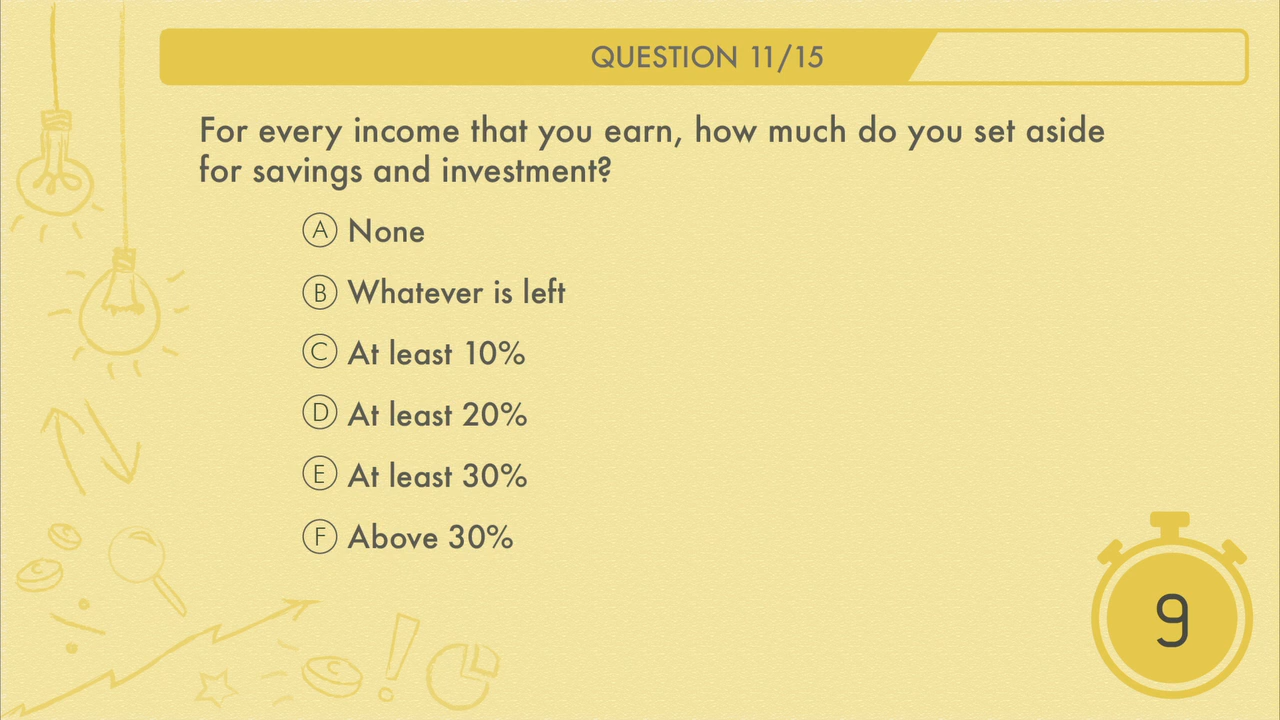 QUESTION 11/15
For every income that you earn, how much do you set aside
for savings and investment?
A None
B Whatever is left
C At least 10%
D At least 20%
E At least 30%
F Above 30%
9